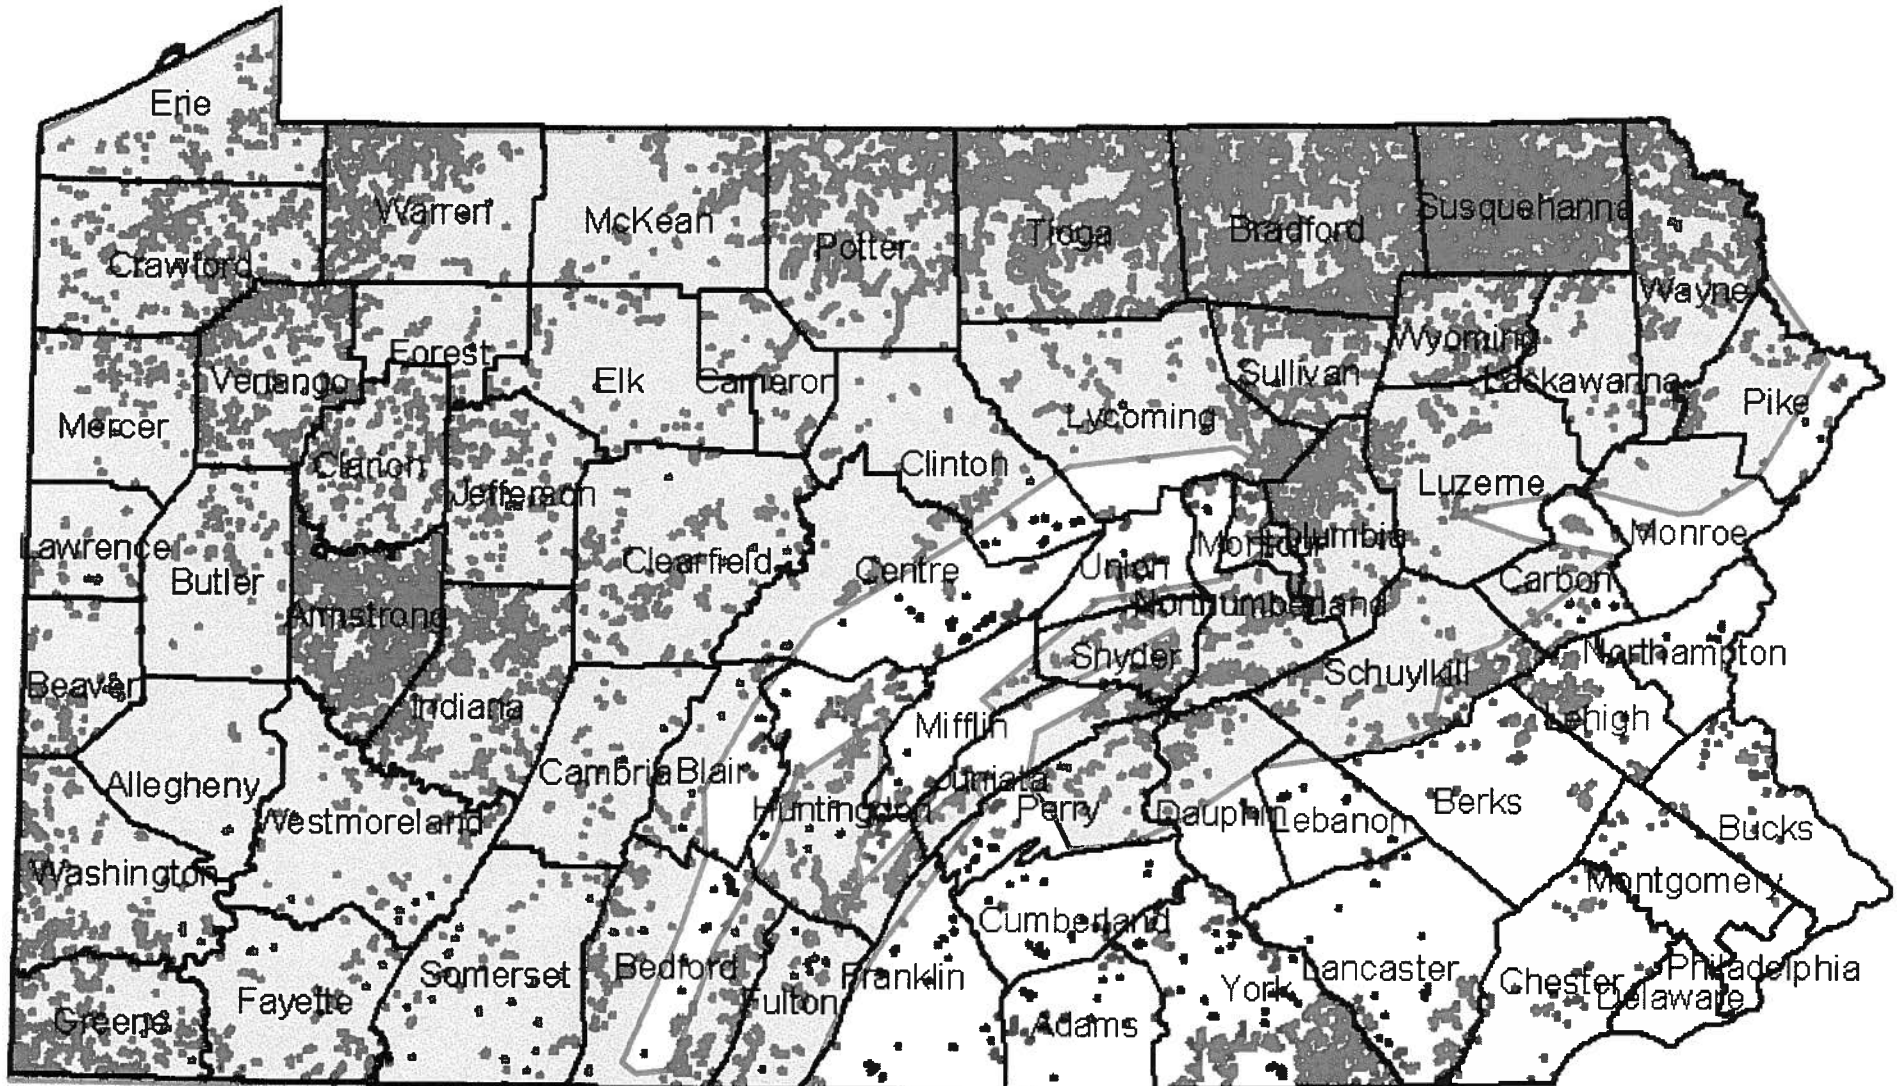 Erie
Warren
McKean
Potter
Tioga
Bradford
Susquehanna
Crawford
Wayne
Forest
Venango
Elk
Cameron
Sullivan
Wyoming
Lackawanna
Pike
Mercer
Lycoming
Clarion
Jefferson
Clinton
Luzerne
Lawrence
Butler
Clearfield
Centre
Union
Montour
Columbia
Monroe
Carbon
Armstrong
Northumberland
Beaver
Indiana
Snyder
Schuylkill
Northampton
Mifflin
Lehigh
Allegheny
Cambria
Blair
Huntingdon
Juniata
Perry
Dauphin
Lebanon
Berks
Bucks
Westmoreland
Washington
Montgomery
Cumberland
Greene
Fayette
Somerset
Bedford
Fulton
Franklin
Adams
York
Lancaster
Chester
Delaware
Philadelphia